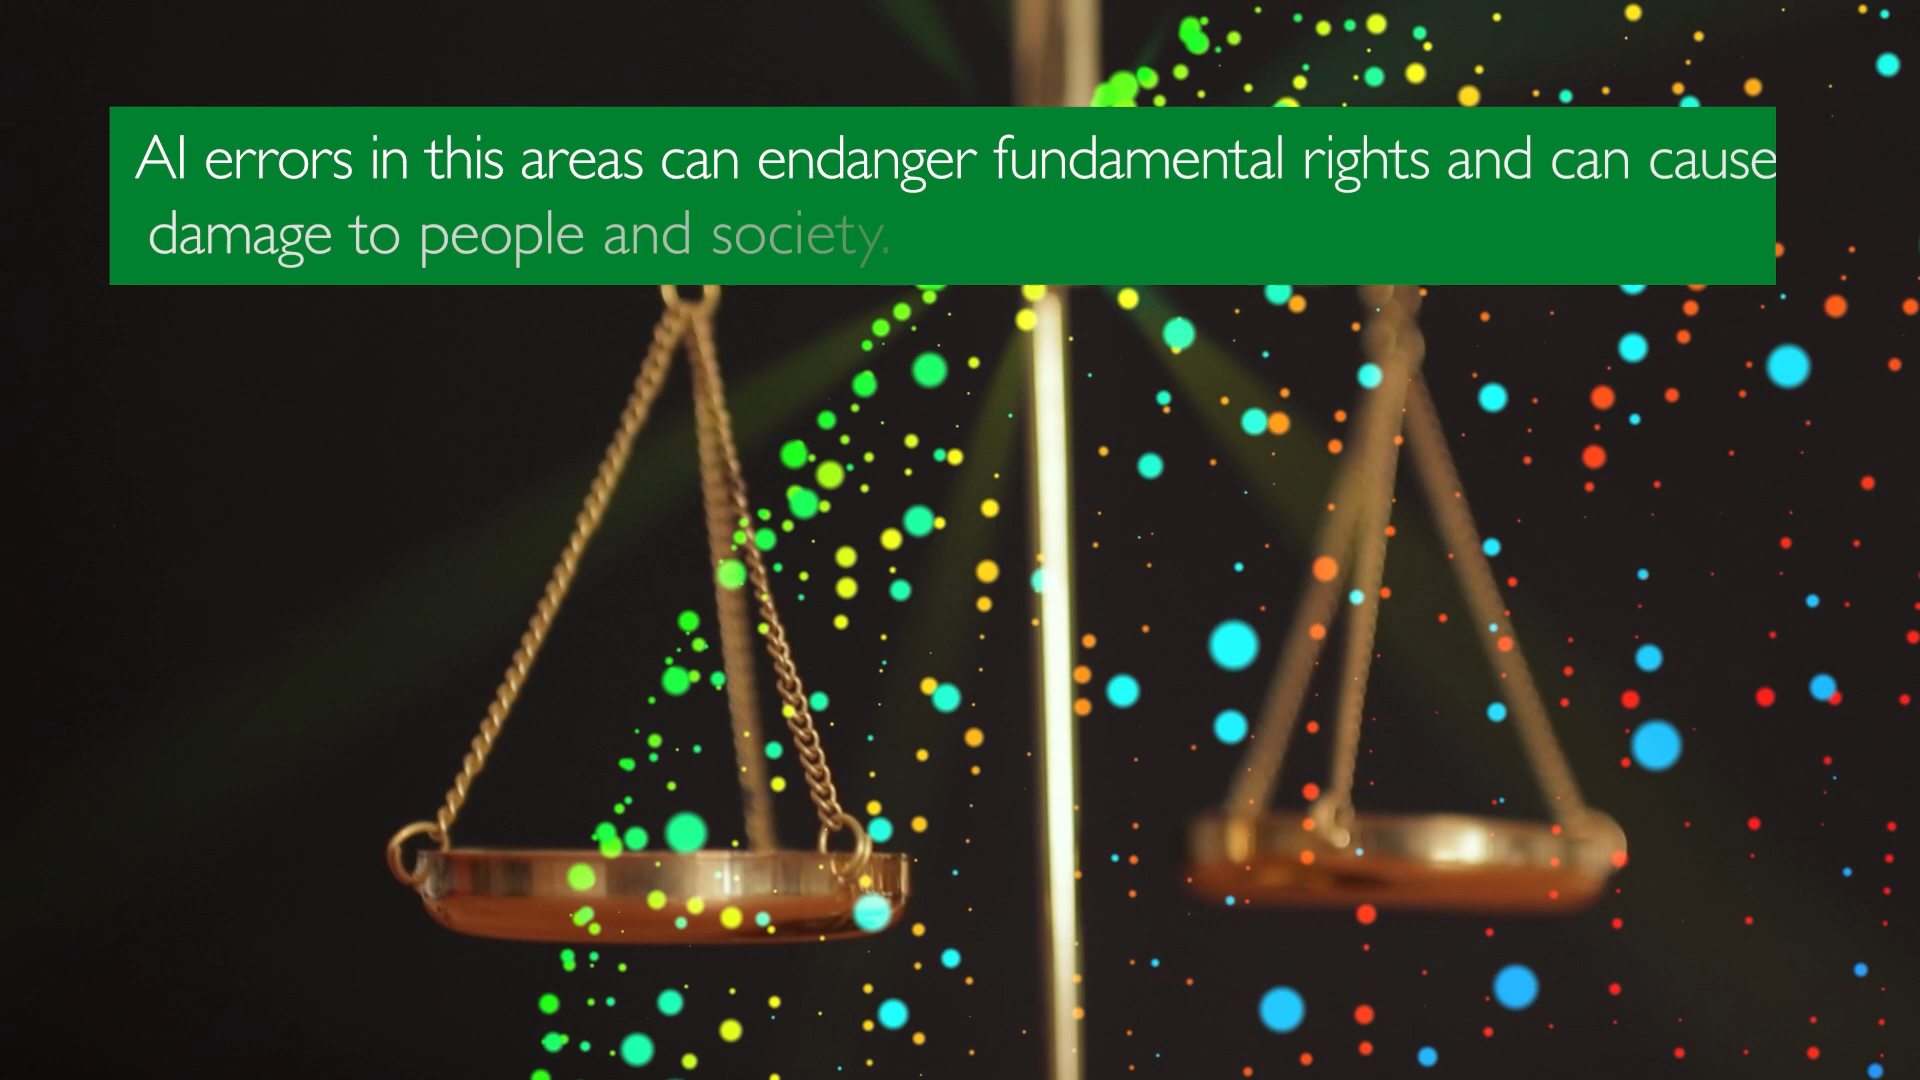 AI errors in this areas can endanger fundamental rights and can cause
damage to people and society.